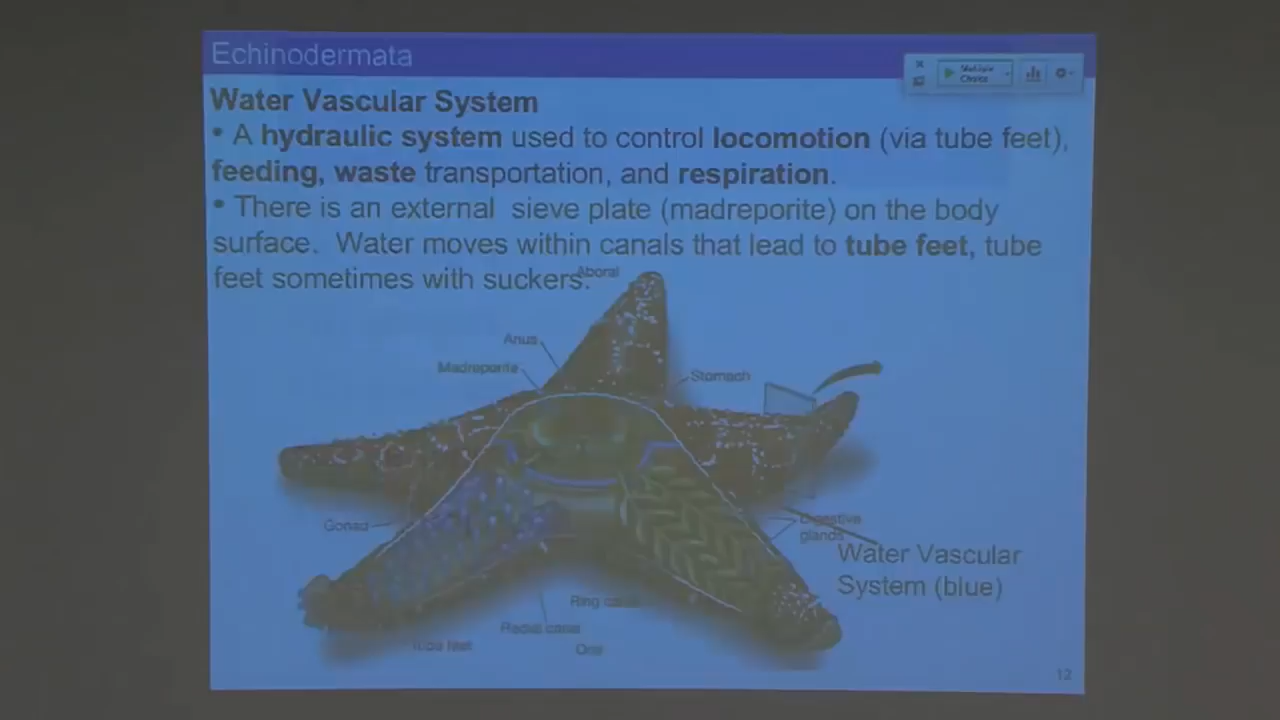 Echinodermata
Multiple
Choice
Water Vascular System
• A hydraulic system used to control locomotion (via tube feet),
feeding, waste transportation, and respiration.
• There is an external sieve plate (madreporite) on the body
surface. Water moves within canals that lead to tube feet, tube
feet sometimes with suckers.
Aboral
Anus
Madreporite
Stomach
Gonad
Digestive
glands
Water Vascular
System (blue)
Ring canal
Radial canal
Tube feet
Oral
12